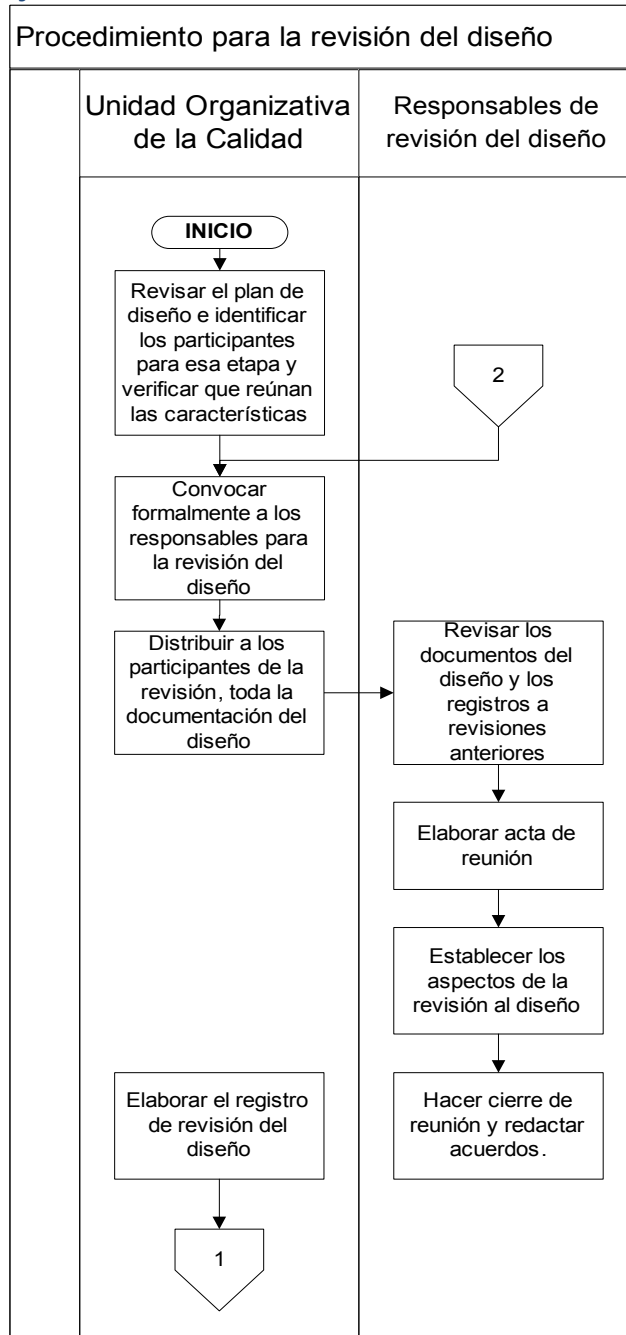 Procedimiento para la revisión del diseño
Unidad Organizativa
de la Calidad
Responsables de
revisión del diseño
INICIO
Revisar el plan de
diseño e identificar
los participantes
para esa etapa y
verificar que reúnan
las características
2
Convocar
formalmente a los
responsables para
la revisión del
diseño
Distribuir a los
participantes de la
revisión, toda la
documentación del
diseño
Revisar los
documentos del
diseño y los
registros a
revisiones
anteriores
Elaborar acta de
reunión
Establecer los
aspectos de la
revisión al diseño
Elaborar el registro
de revisión del
diseño
Hacer cierre de
reunión y redactar
acuerdos.
1